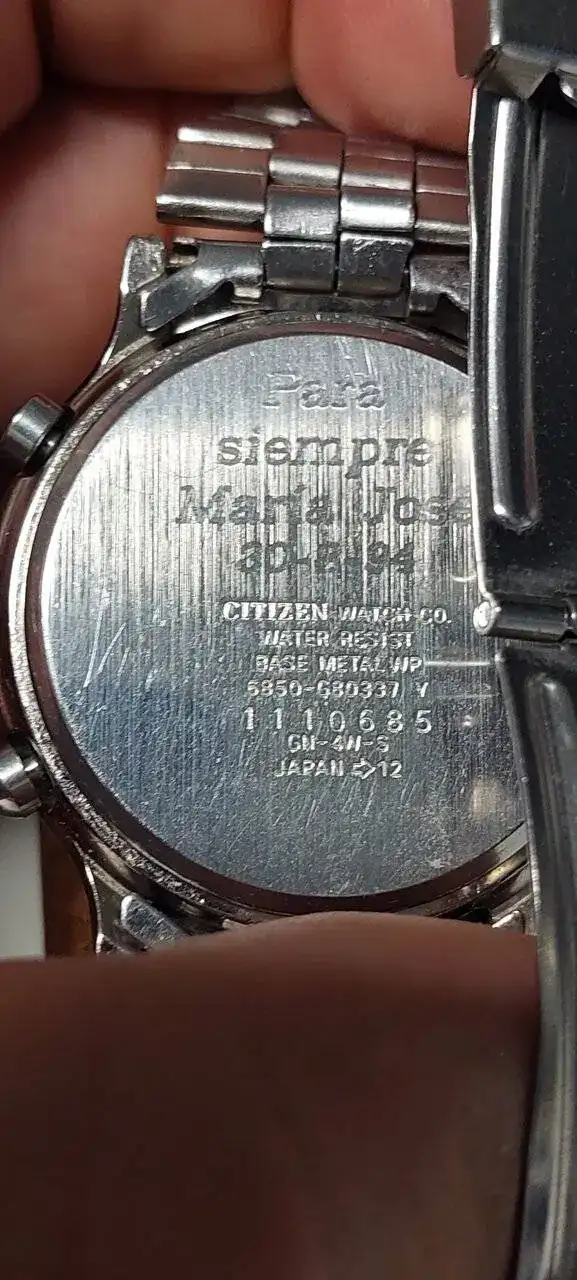 Para
siempre
María José
CITIZEN WATCH CO.
WATER RESIST
BASE METAL WP
6850-G80337 Y
1110685
GN-4W-S
JAPAN 12